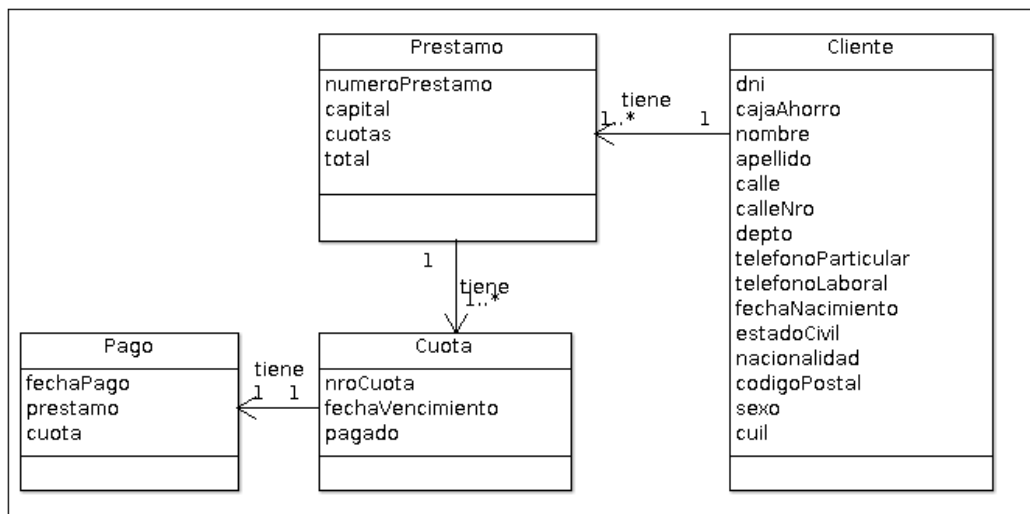 Prestamo
numeroPrestamo
capital
cuotas
total
Cliente
dni
cajaAhorro
nombre
apellido
calle
calleNro
depto
telefonoParticular
telefonoLaboral
fechaNacimiento
estadoCivil
nacionalidad
codigoPostal
sexo
cuil
tiene
1..*
1
1
tiene
1..*
Pago
fechaPago
prestamo
cuota
tiene
1
1
Cuota
nroCuota
fechaVencimiento
pagado